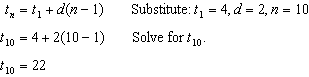 tₙ = t₁ + d(n − 1) Substitute: t₁ = 4, d = 2, n = 10
t₁₀ = 4 + 2(10 − 1) Solve for t₁₀.
t₁₀ = 22